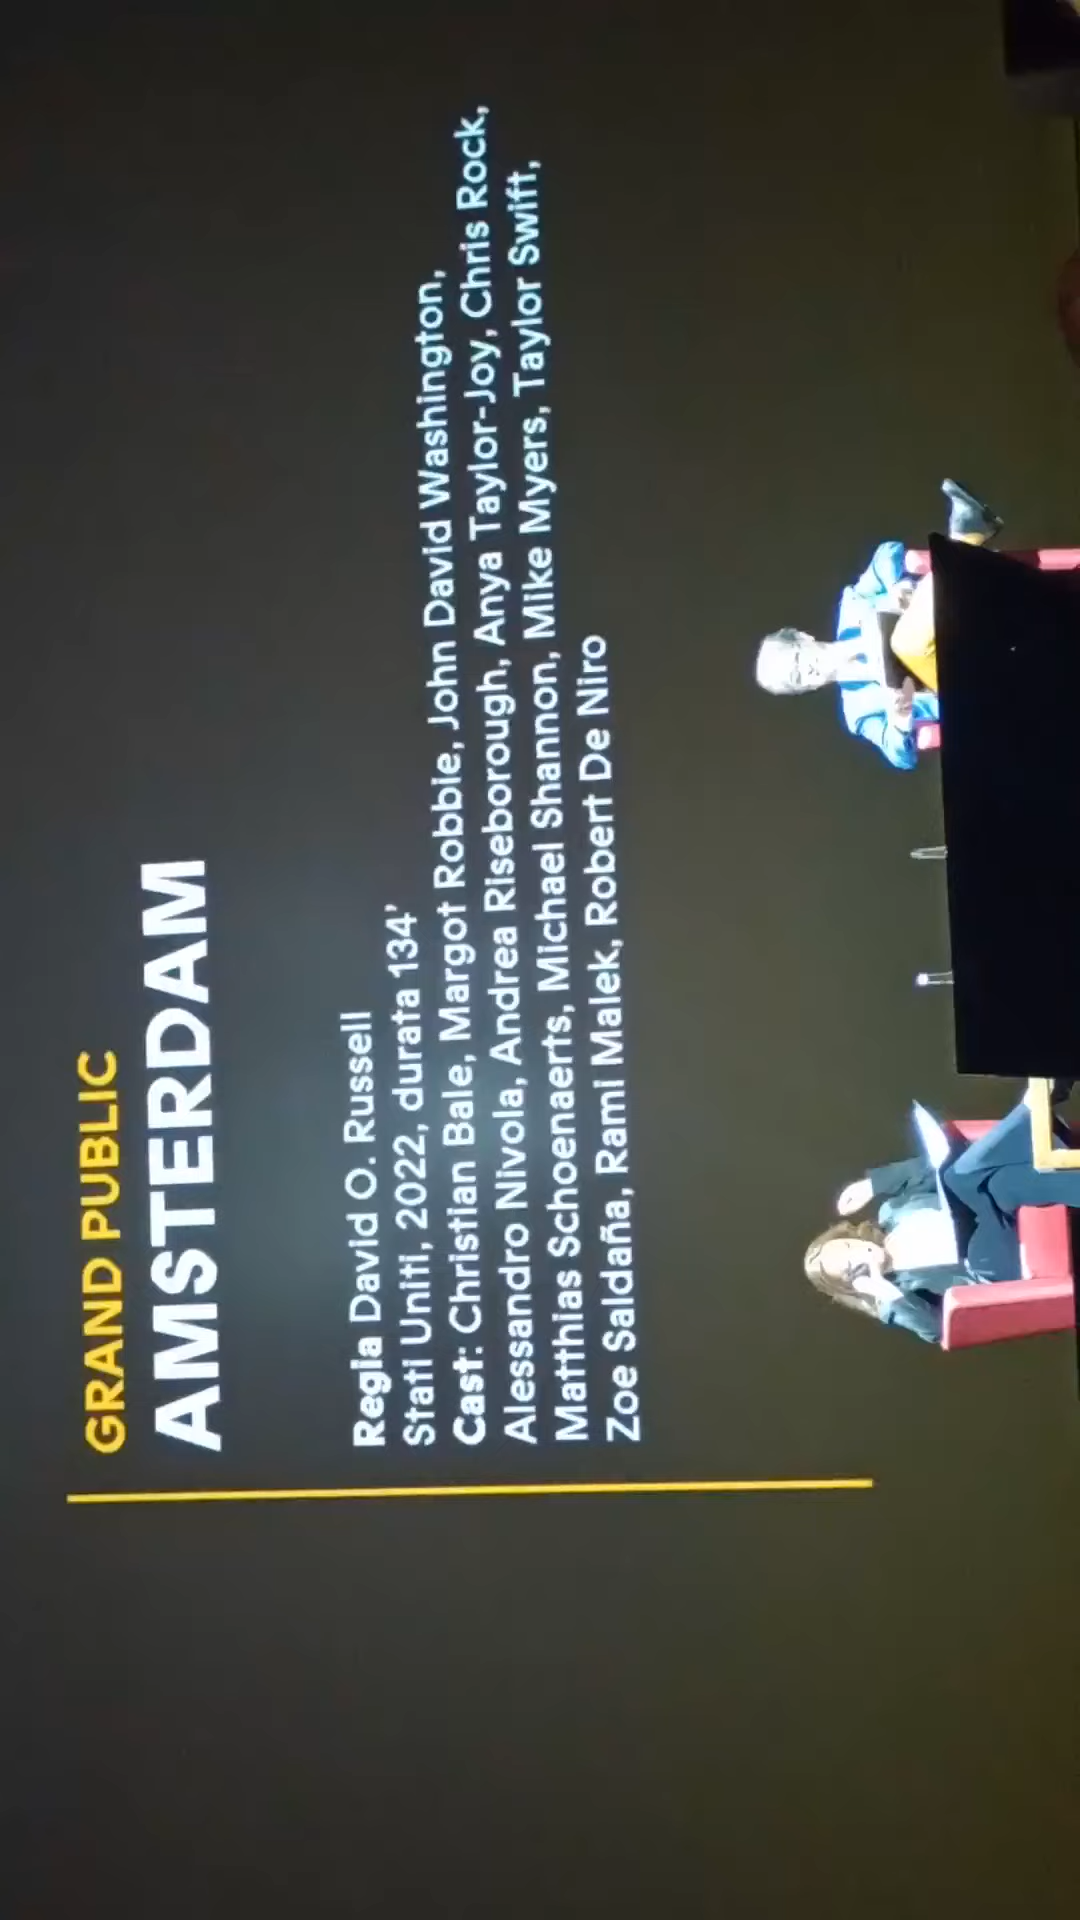 GRAND PUBLIC
AMSTERDAM
Regia David O. Russell
Stati Uniti, 2022, durata 134'
Cast: Christian Bale, Margot Robbie, John David Washington,
Alessandro Nivola, Andrea Riseborough, Anya Taylor-Joy, Chris Rock,
Matthias Schoenaerts, Michael Shannon, Mike Myers, Taylor Swift,
Zoe Saldaña, Rami Malek, Robert De Niro